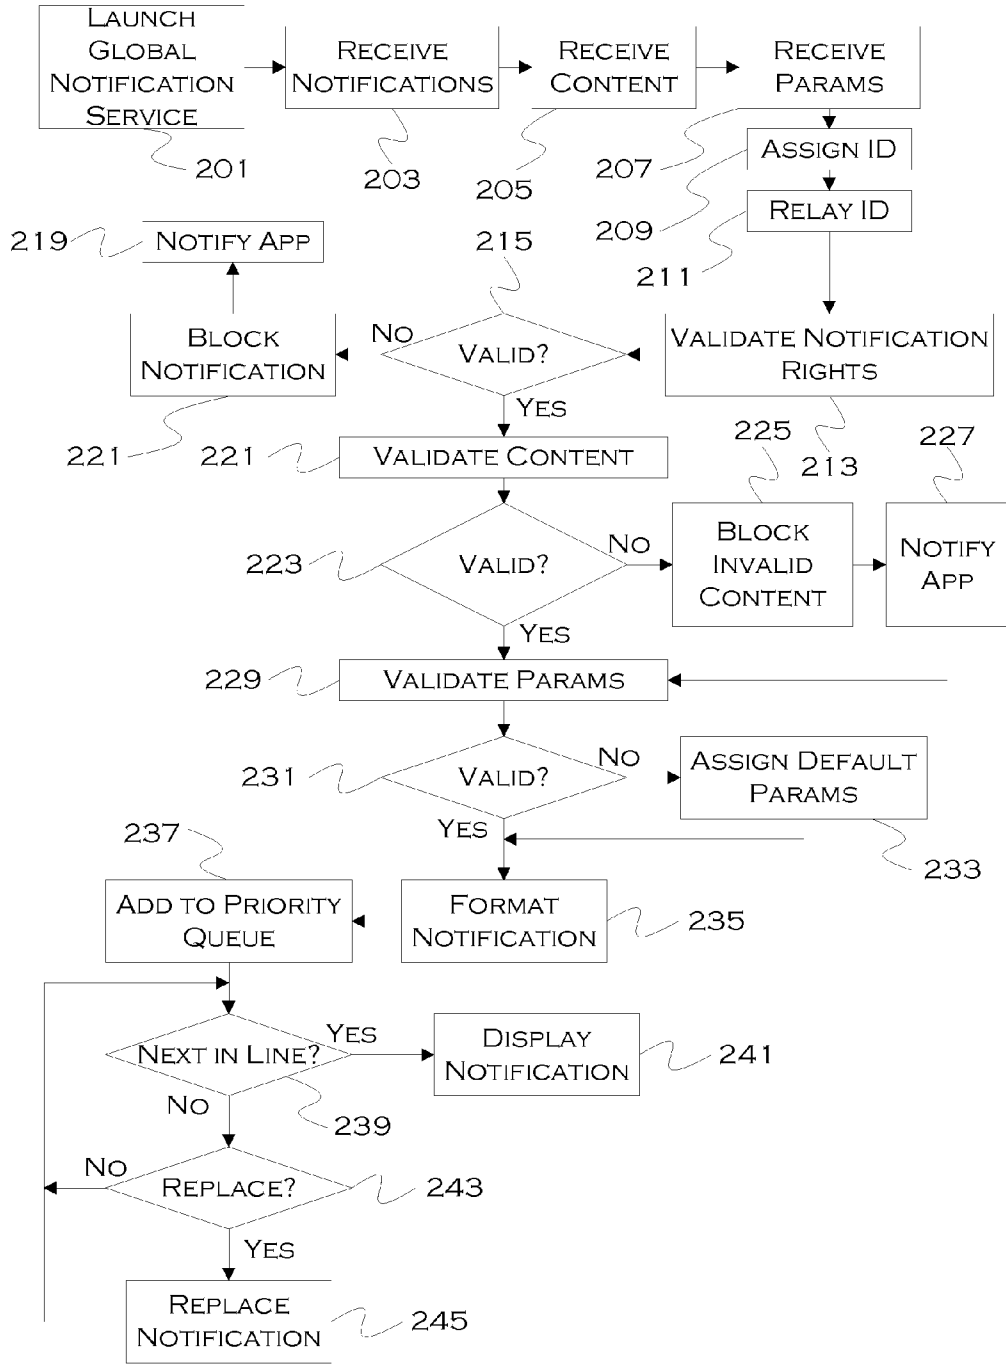 LAUNCH
GLOBAL
NOTIFICATION
SERVICE
RECEIVE
NOTIFICATIONS
RECEIVE
CONTENT
RECEIVE
PARAMS
201
203
205
207
ASSIGN ID
209
RELAY ID
211
219
NOTIFY APP
215
BLOCK
NOTIFICATION
NO
VALID?
VALIDATE NOTIFICATION
RIGHTS
YES
221
221
VALIDATE CONTENT
225
213
227
223
VALID?
NO
BLOCK
INVALID
CONTENT
NOTIFY
APP
YES
229
VALIDATE PARAMS
231
VALID?
NO
ASSIGN DEFAULT
PARAMS
YES
233
237
ADD TO PRIORITY
QUEUE
FORMAT
NOTIFICATION
235
NEXT IN LINE?
YES
DISPLAY
NOTIFICATION
241
NO
239
NO
REPLACE?
243
YES
REPLACE
NOTIFICATION
245